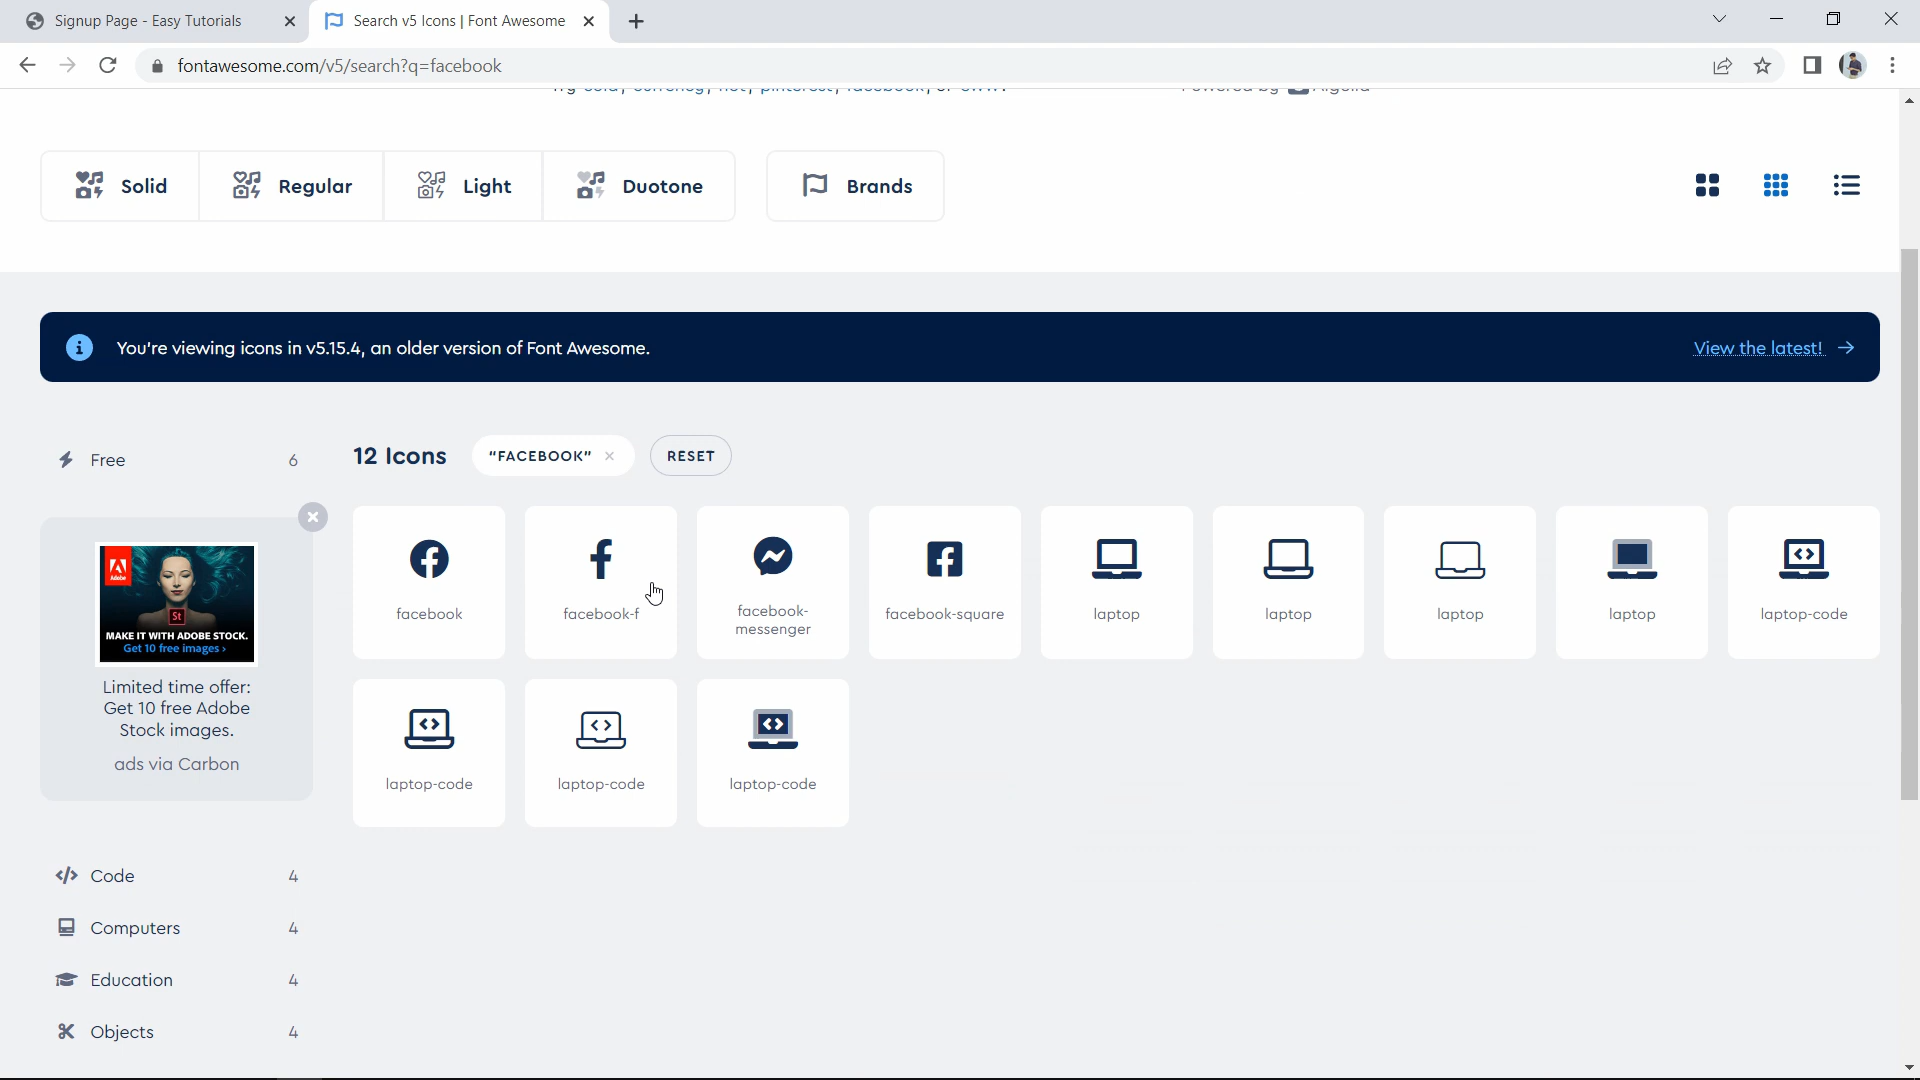 Signup Page - Easy Tutorials
Search v5 Icons | Font Awesome
fontawesome.com/v5/search?q=facebook
Solid
Regular
Light
Duotone
Brands
You're viewing icons in v5.15.4, an older version of Font Awesome.
View the latest!
Free 6
12 Icons
"FACEBOOK"
RESET
facebook
facebook-f
facebook-
messenger
facebook-square
laptop
laptop
laptop
laptop
laptop-code
laptop-code
laptop-code
laptop-code
Adobe
St
MAKE IT WITH ADOBE STOCK.
Get 10 free images ›
Limited time offer:
Get 10 free Adobe
Stock images.
ads via Carbon
Code 4
Computers 4
Education 4
Objects 4